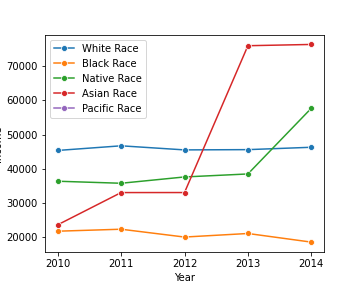 White Race
Black Race
Native Race
Asian Race
Pacific Race
70000
60000
50000
40000
30000
20000
2010 2011 2012 2013 2014
Year